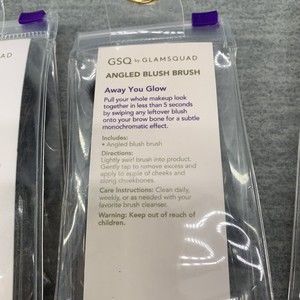 GSQ by GLAMSQUAD
ANGLED BLUSH BRUSH
Away You Glow
Pull your whole makeup look
together in less than 5 seconds
by swiping any leftover blush
onto your brow bone for a subtle
monochromatic effect.
Includes:
• Angled blush brush
Directions:
Lightly swirl brush into product.
Gently tap to remove excess and
apply to apple of cheeks and
along cheekbones.
Care Instructions: Clean daily,
weekly, or as needed with your
favorite brush cleanser.
Warning: Keep out of reach of
children.